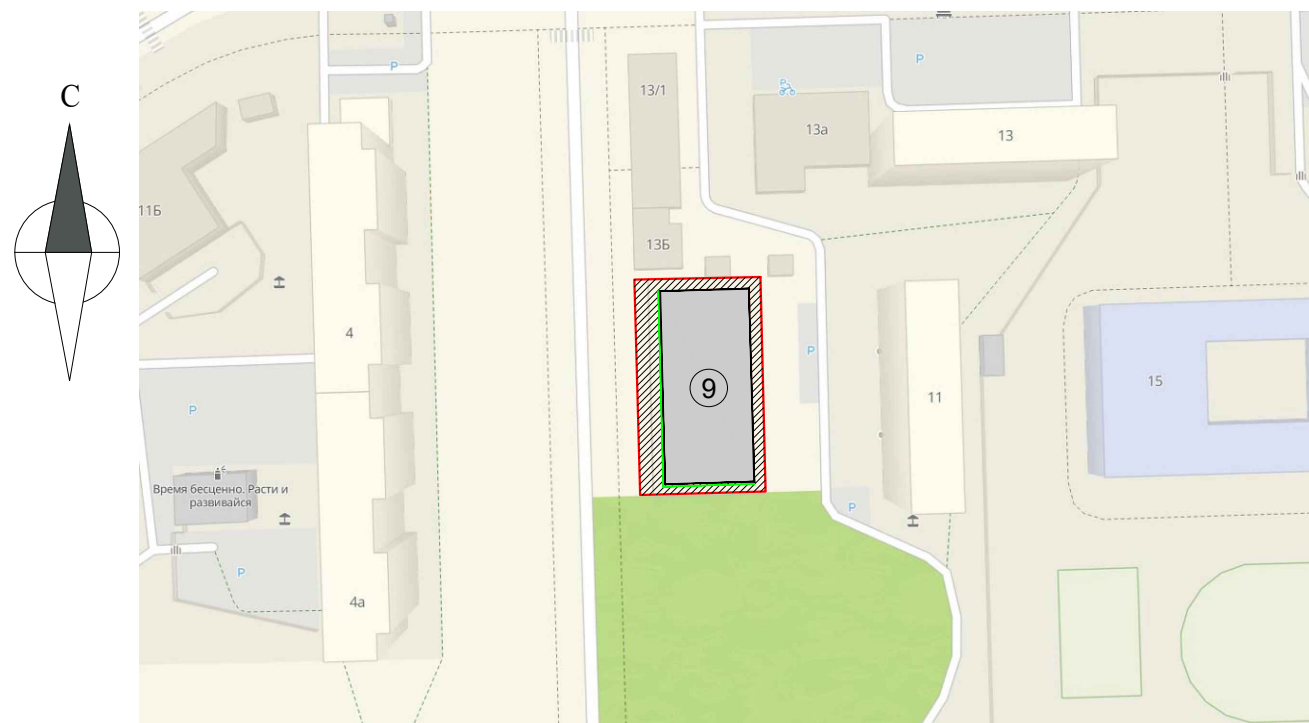 С
P
13/1
P
P
13а
13
11Б
13Б
4
P
9
11
15
P
Время бесценно. Расти и
развивайся
P
P
4а